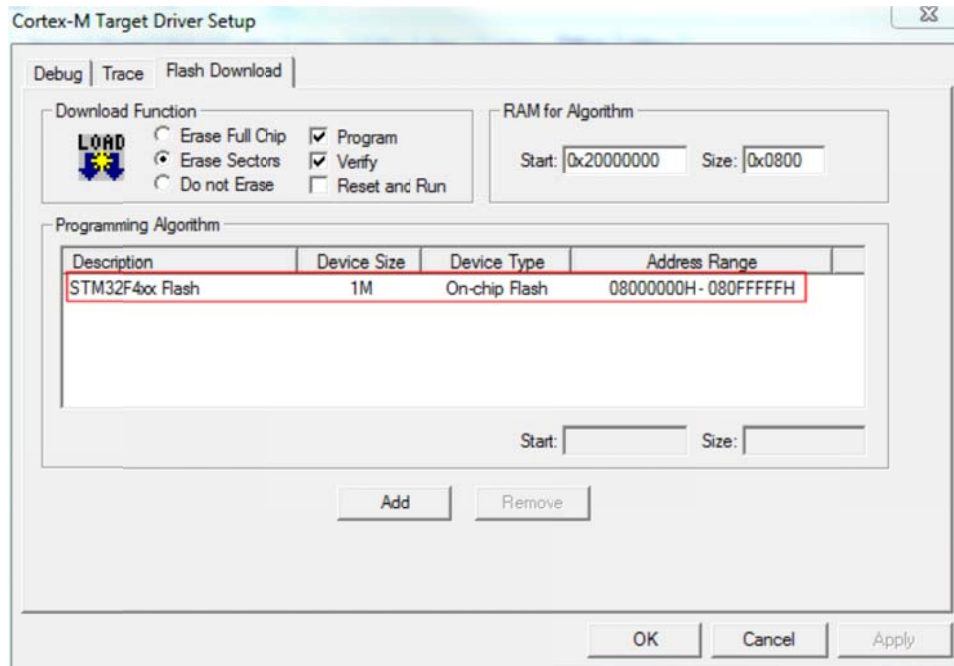 Cortex-M Target Driver Setup
Debug Trace Flash Download
Download Function
LOAD
Erase Full Chip
Erase Sectors
Do not Erase
Program
Verify
Reset and Run
RAM for Algorithm
Start: 0x20000000 Size: 0x0800
Programming Algorithm
Description Device Size Device Type Address Range
STM32F4xx Flash 1M On-chip Flash 08000000H - 080FFFFFH
Start: Size:
Add Remove
OK Cancel Apply